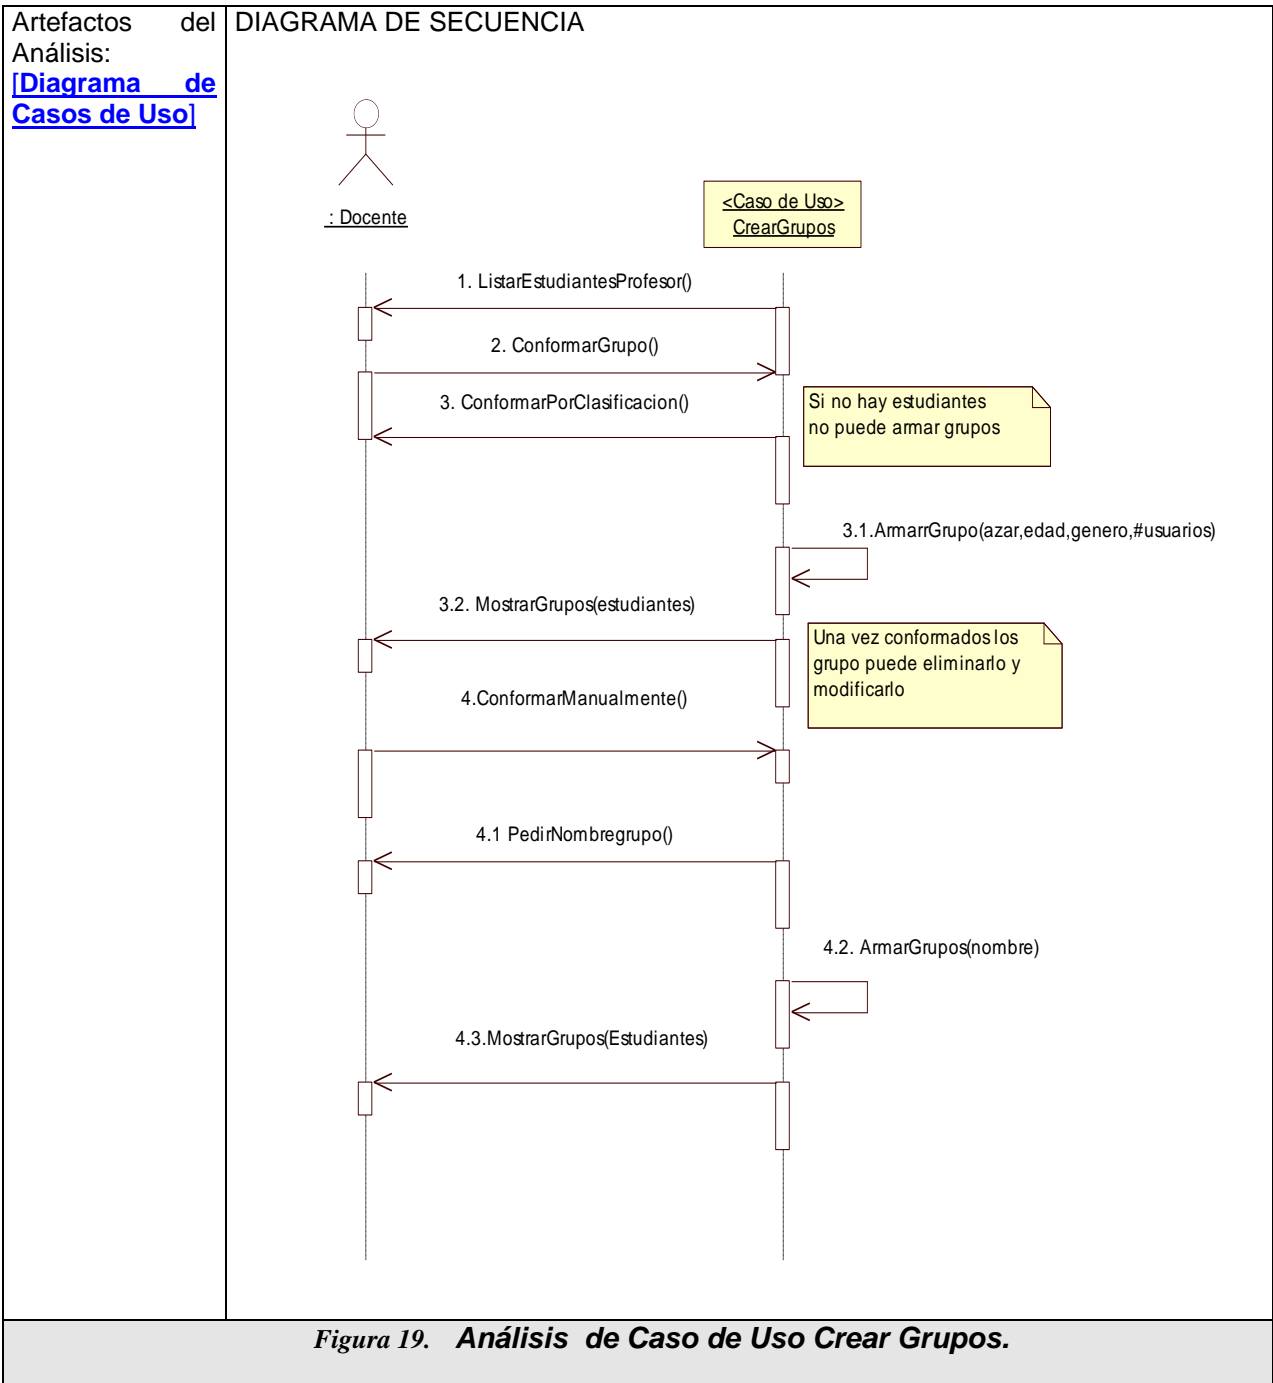 Artefactos del
Análisis:
[Diagrama de
Casos de Uso]
DIAGRAMA DE SECUENCIA
: Docente
<Caso de Uso>
CrearGrupos
1. ListarEstudiantesProfesor()
2. ConformarGrupo()
3. ConformarPorClasificacion()
Si no hay estudiantes
no puede armar grupos
3.1.ArmarrGrupo(azar,edad,genero,#usuarios)
3.2. MostrarGrupos(estudiantes)
Una vez conformados los
grupo puede eliminarlo y
modificarlo
4.ConformarManualmente()
4.1 PedirNombregrupo()
4.2. ArmarGrupos(nombre)
4.3.MostrarGrupos(Estudiantes)
Figura 19. Análisis de Caso de Uso Crear Grupos.